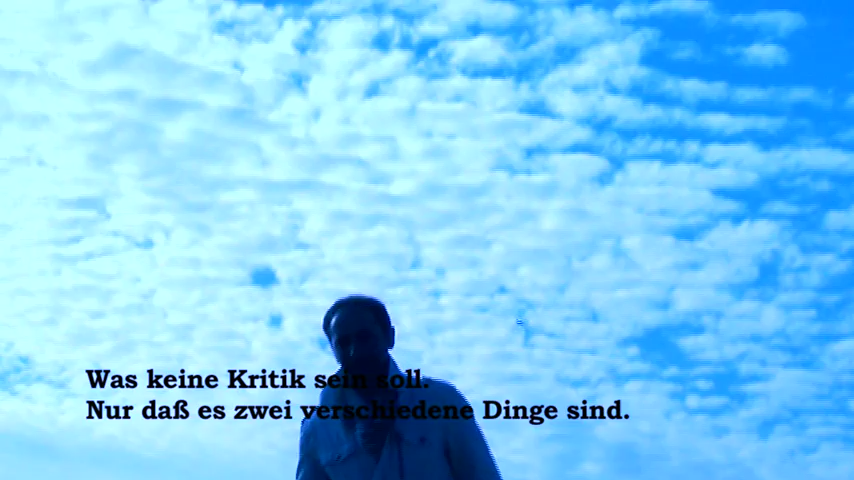 Was keine Kritik sein soll.
Nur daß es zwei verschiedene Dinge sind.